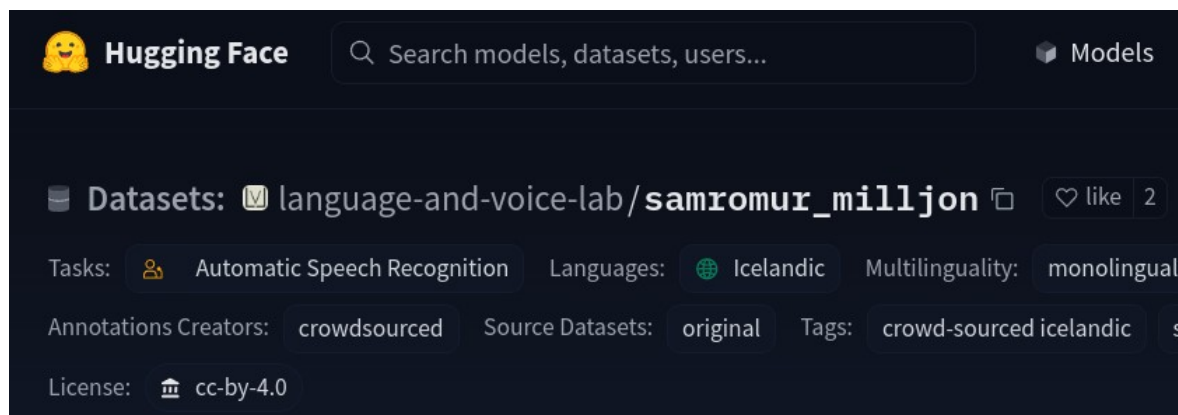 Hugging Face Search models, datasets, users... Models
Datasets: language-and-voice-lab/samromur_milljon like 2
Tasks: Automatic Speech Recognition Languages: Icelandic Multilinguality: monolingual
Annotations Creators: crowdsourced Source Datasets: original Tags: crowd-sourced icelandic
License: cc-by-4.0